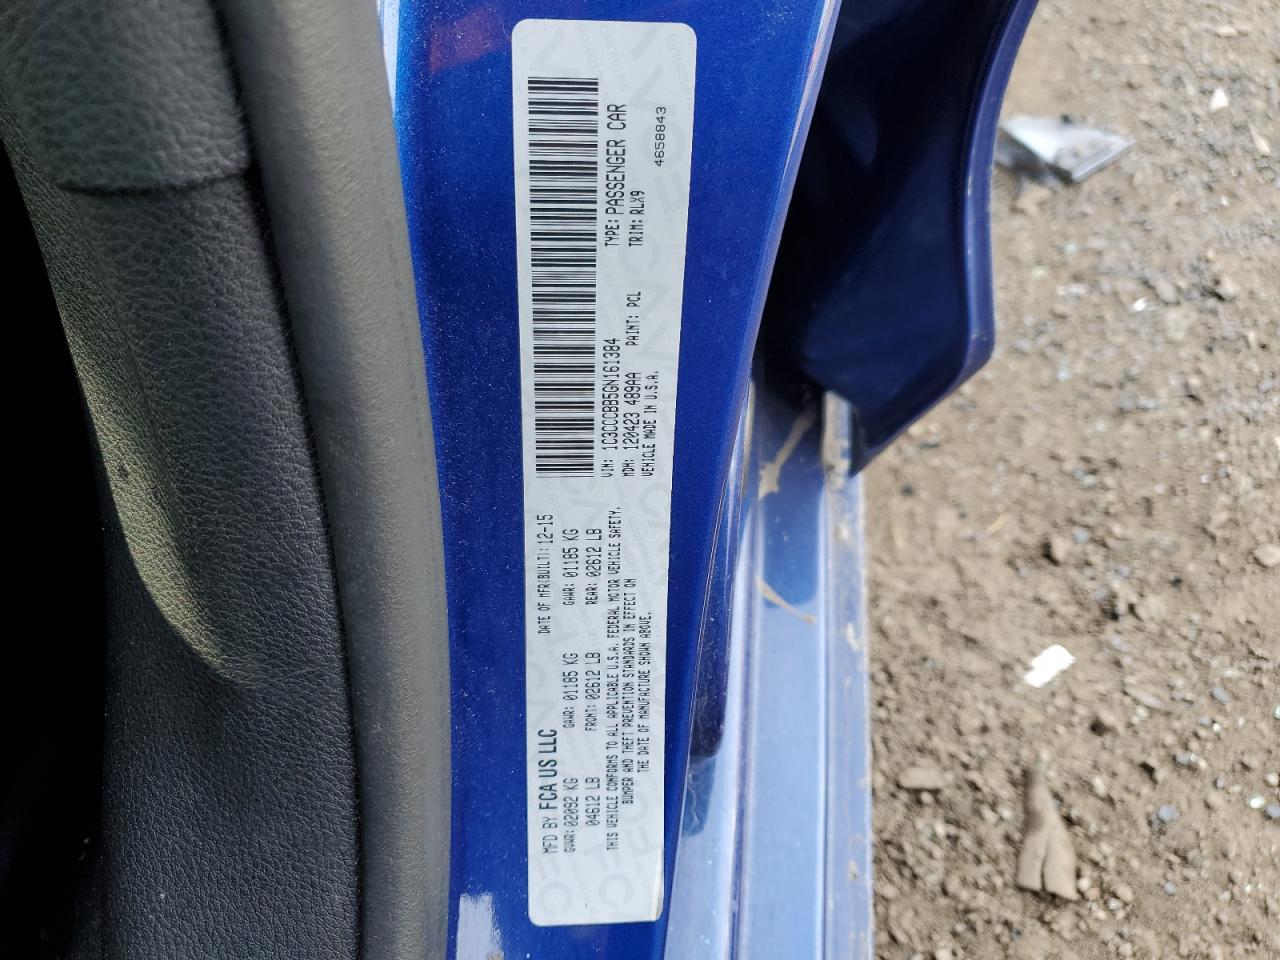 MFD BY FCA US LLC
DATE OF MFR(BUILT): 12-15
GVWR: 02092 KG
GAWR: 01185 KG
GAWR: 01185 KG
04612 LB
FRONT: 02612 LB
REAR: 02612 LB
THIS VEHICLE CONFORMS TO ALL APPLICABLE U.S.A. FEDERAL MOTOR VEHICLE SAFETY,
BUMPER AND THEFT PREVENTION STANDARDS IN EFFECT ON
THE DATE OF MANUFACTURE SHOWN ABOVE.
VIN: 1C3CCCBB5GN161384
TYPE: PASSENGER CAR
MDH: 120423 489AA
PAINT: PCL
TRIM: RLX9
VEHICLE MADE IN U.S.A.
4658843